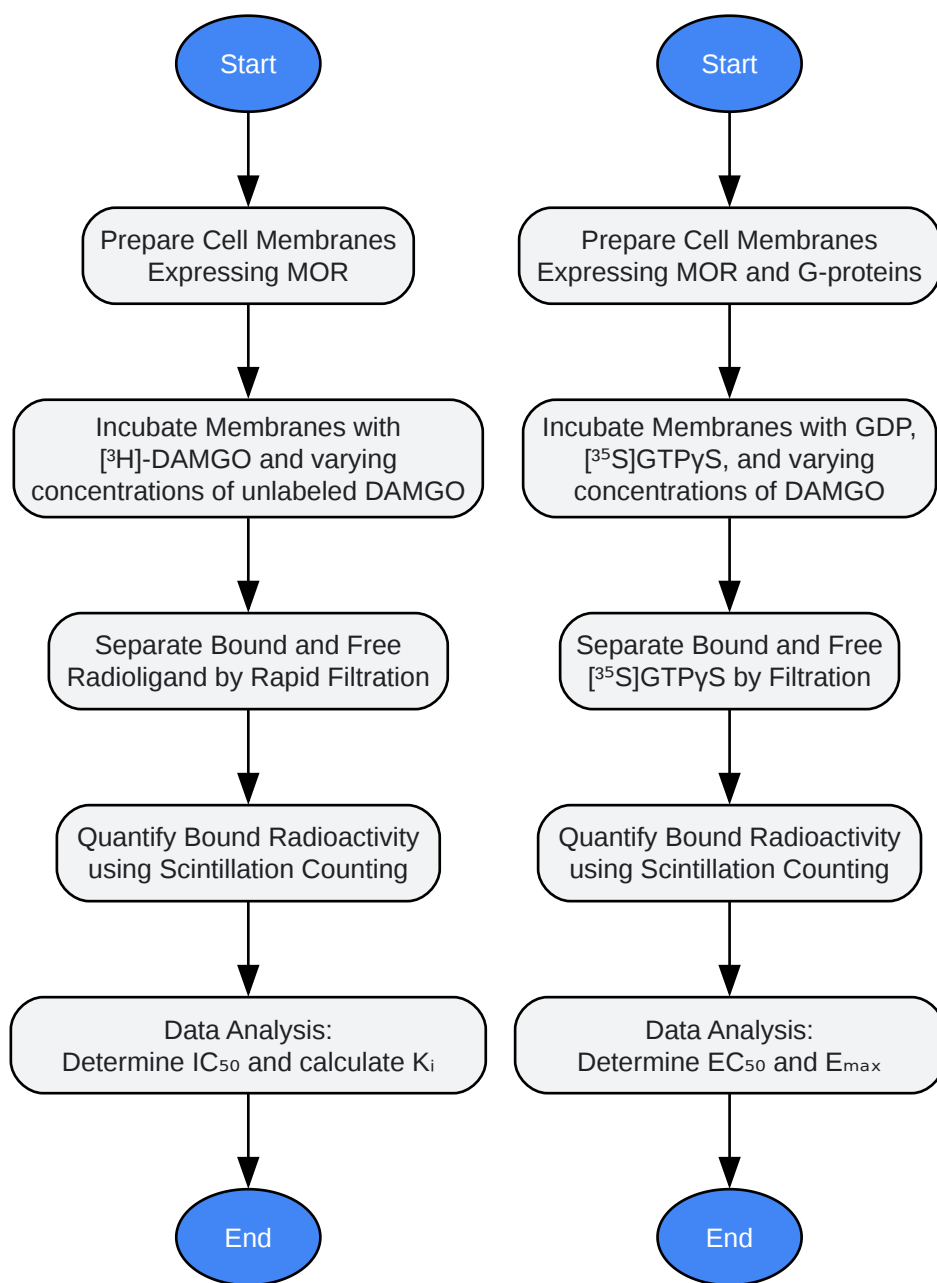 Start
Prepare Cell Membranes
Expressing MOR
Incubate Membranes with
[³H]-DAMGO and varying
concentrations of unlabeled DAMGO
Separate Bound and Free
Radioligand by Rapid Filtration
Quantify Bound Radioactivity
using Scintillation Counting
Data Analysis:
Determine IC₅₀ and calculate Kᵢ
End
Start
Prepare Cell Membranes
Expressing MOR and G-proteins
Incubate Membranes with GDP,
[³⁵S]GTPγS, and varying
concentrations of DAMGO
Separate Bound and Free
[³⁵S]GTPγS by Filtration
Quantify Bound Radioactivity
using Scintillation Counting
Data Analysis:
Determine EC₅₀ and Eₘₐₓ
End